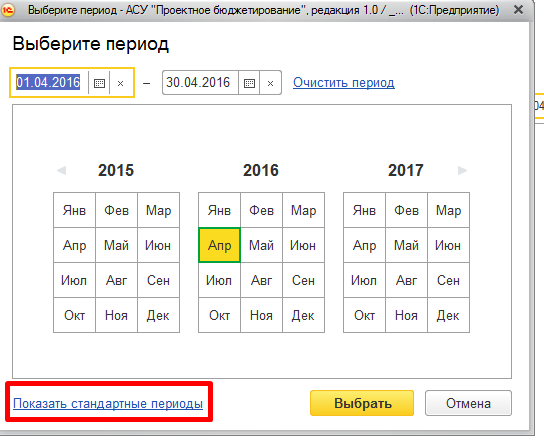 Выберите период - АСУ "Проектное бюджетирование", редакция 1.0 / _... (1С:Предприятие)
Выберите период
01.04.2016 – 30.04.2016 Очистить период
2015 2016 2017
Янв Фев Мар Янв Фев Мар Янв Фев Мар
Апр Май Июн Апр Май Июн Апр Май Июн
Июл Авг Сен Июл Авг Сен Июл Авг Сен
Окт Ноя Дек Окт Ноя Дек Окт Ноя Дек
Показать стандартные периоды Выбрать Отмена